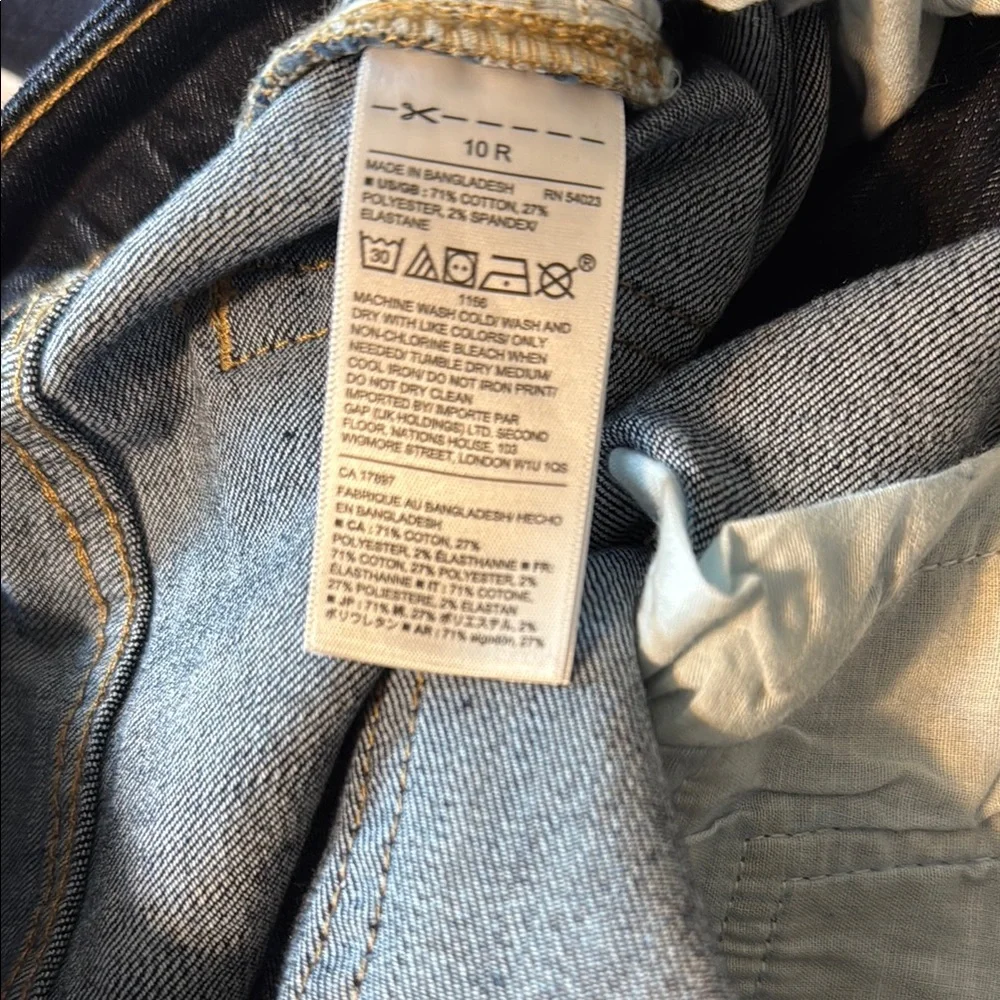 10 R
MADE IN BANGLADESH RN 54023
■ US/GB : 71% COTTON, 27%
POLYESTER, 2% SPANDEX/
ELASTANE
30 ®
1156
MACHINE WASH COLD/ WASH AND
DRY WITH LIKE COLORS/ ONLY
NON-CHLORINE BLEACH WHEN
NEEDED/ TUMBLE DRY MEDIUM/
COOL IRON/ DO NOT IRON PRINT/
DO NOT DRY CLEAN
IMPORTED BY/ IMPORTE PAR
GAP (UK HOLDINGS) LTD. SECOND
FLOOR, NATIONS HOUSE, 103
WIGMORE STREET, LONDON W1U 1QS
CA 17897
FABRIQUE AU BANGLADESH/ HECHO
EN BANGLADESH
■ CA : 71% COTON, 27%
POLYESTER, 2% ÉLASTHANNE ■ FR:
71% COTON, 27% POLYESTER, 2%
ÉLASTHANNE ■ IT : 71% COTONE,
27% POLIESTERE, 2% ELASTAN
■ JP : 71% 綿, 27% ポリエステル, 2%
ポリウレタン ■ AR : 71% algodón, 27%